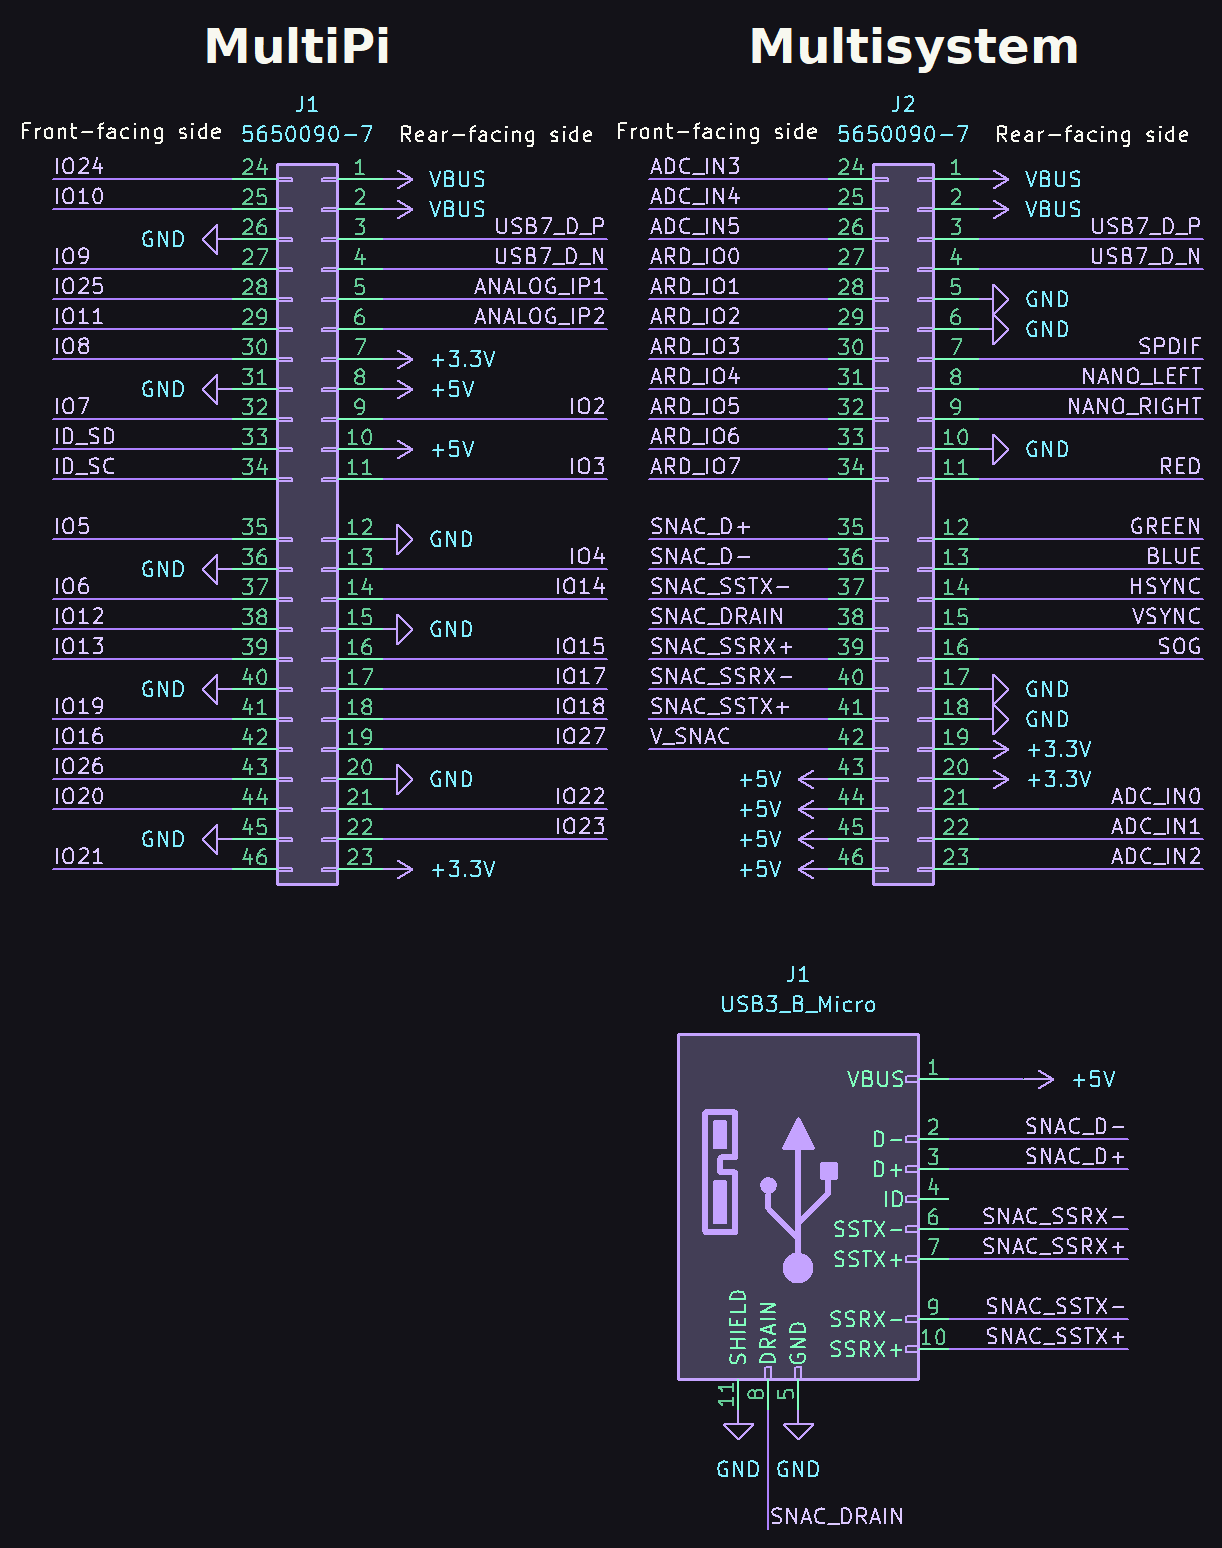 MultiPi
J1
5650090-7
Front-facing side
Rear-facing side
IO24 24 1 VBUS
IO10 25 2 VBUS
GND 26 3 USB7_D_P
IO9 27 4 USB7_D_N
IO25 28 5 ANALOG_IP1
IO11 29 6 ANALOG_IP2
IO8 30 7 +3.3V
GND 31 8 +5V
IO7 32 9 IO2
ID_SD 33 10 +5V
ID_SC 34 11 IO3
IO5 35 12 GND
GND 36 13 IO4
IO6 37 14 IO14
IO12 38 15 GND
IO13 39 16 IO15
GND 40 17 IO17
IO19 41 18 IO18
IO16 42 19 IO27
IO26 43 20 GND
IO20 44 21 IO22
GND 45 22 IO23
IO21 46 23 +3.3V
Multisystem
J2
5650090-7
Front-facing side
Rear-facing side
ADC_IN3 24 1 VBUS
ADC_IN4 25 2 VBUS
ADC_IN5 26 3 USB7_D_P
ARD_IO0 27 4 USB7_D_N
ARD_IO1 28 5 GND
ARD_IO2 29 6 GND
ARD_IO3 30 7 SPDIF
ARD_IO4 31 8 NANO_LEFT
ARD_IO5 32 9 NANO_RIGHT
ARD_IO6 33 10 GND
ARD_IO7 34 11 RED
SNAC_D+ 35 12 GREEN
SNAC_D- 36 13 BLUE
SNAC_SSTX- 37 14 HSYNC
SNAC_DRAIN 38 15 VSYNC
SNAC_SSRX+ 39 16 SOG
SNAC_SSRX- 40 17 GND
SNAC_SSTX+ 41 18 GND
V_SNAC 42 19 +3.3V
+5V 43 20 +3.3V
+5V 44 21 ADC_IN0
+5V 45 22 ADC_IN1
+5V 46 23 ADC_IN2
J1
USB3_B_Micro
VBUS 1 +5V
D- 2 SNAC_D-
D+ 3 SNAC_D+
ID 4
SSTX- 6 SNAC_SSRX-
SSTX+ 7 SNAC_SSRX+
SSRX- 9 SNAC_SSTX-
SSRX+ 10 SNAC_SSTX+
SHIELD 11 GND
DRAIN 8 SNAC_DRAIN
GND 5 GND